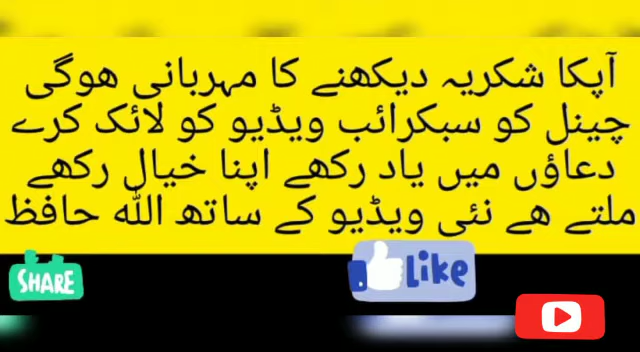 آپکا شکریہ دیکھنے کا مہربانی ھوگی
چینل کو سبکرائب ویڈیو کو لائک کرے
دعاؤں میں یاد رکھے اپنا خیال رکھے
ملتے ھے نئی ویڈیو کے ساتھ اللہ حافظ
SHARE
Like